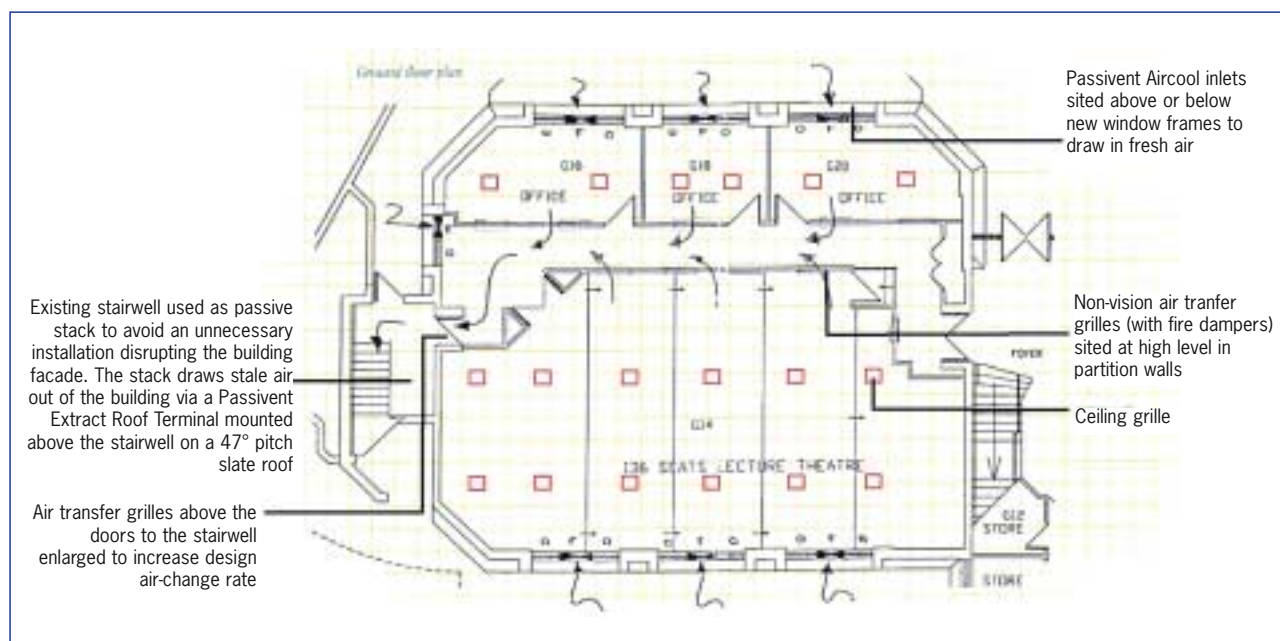 Ground floor plan
Passivent Aircool inlets
sited above or below
new window frames to
draw in fresh air
G20
OFFICE
OFFICE
OFFICE
Existing stairwell used as passive
stack to avoid an unnecessary
installation disrupting the building
facade. The stack draws stale air
out of the building via a Passivent
Extract Roof Terminal mounted
above the stairwell on a 47° pitch
slate roof
Non-vision air tranfer
grilles (with fire dampers)
sited at high level in
partition walls
FOYER
Ceiling grille
136 SEATS LECTURE THEATRE
Air transfer grilles above the
doors to the stairwell
enlarged to increase design
air-change rate
G12
STORE
STORE